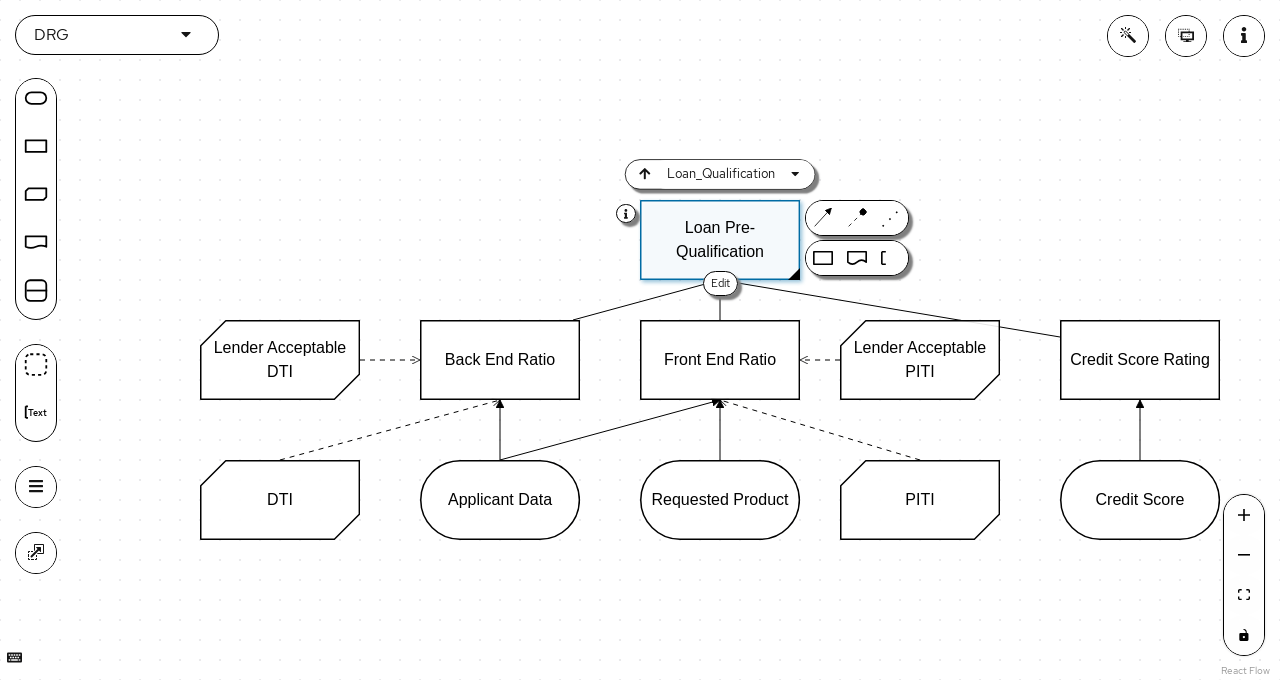 DRG
Loan_Qualification
Loan Pre-
Qualification
Edit
Lender Acceptable
DTI
Back End Ratio
Front End Ratio
Lender Acceptable
PITI
Credit Score Rating
Text
DTI
Applicant Data
Requested Product
PITI
Credit Score
React Flow